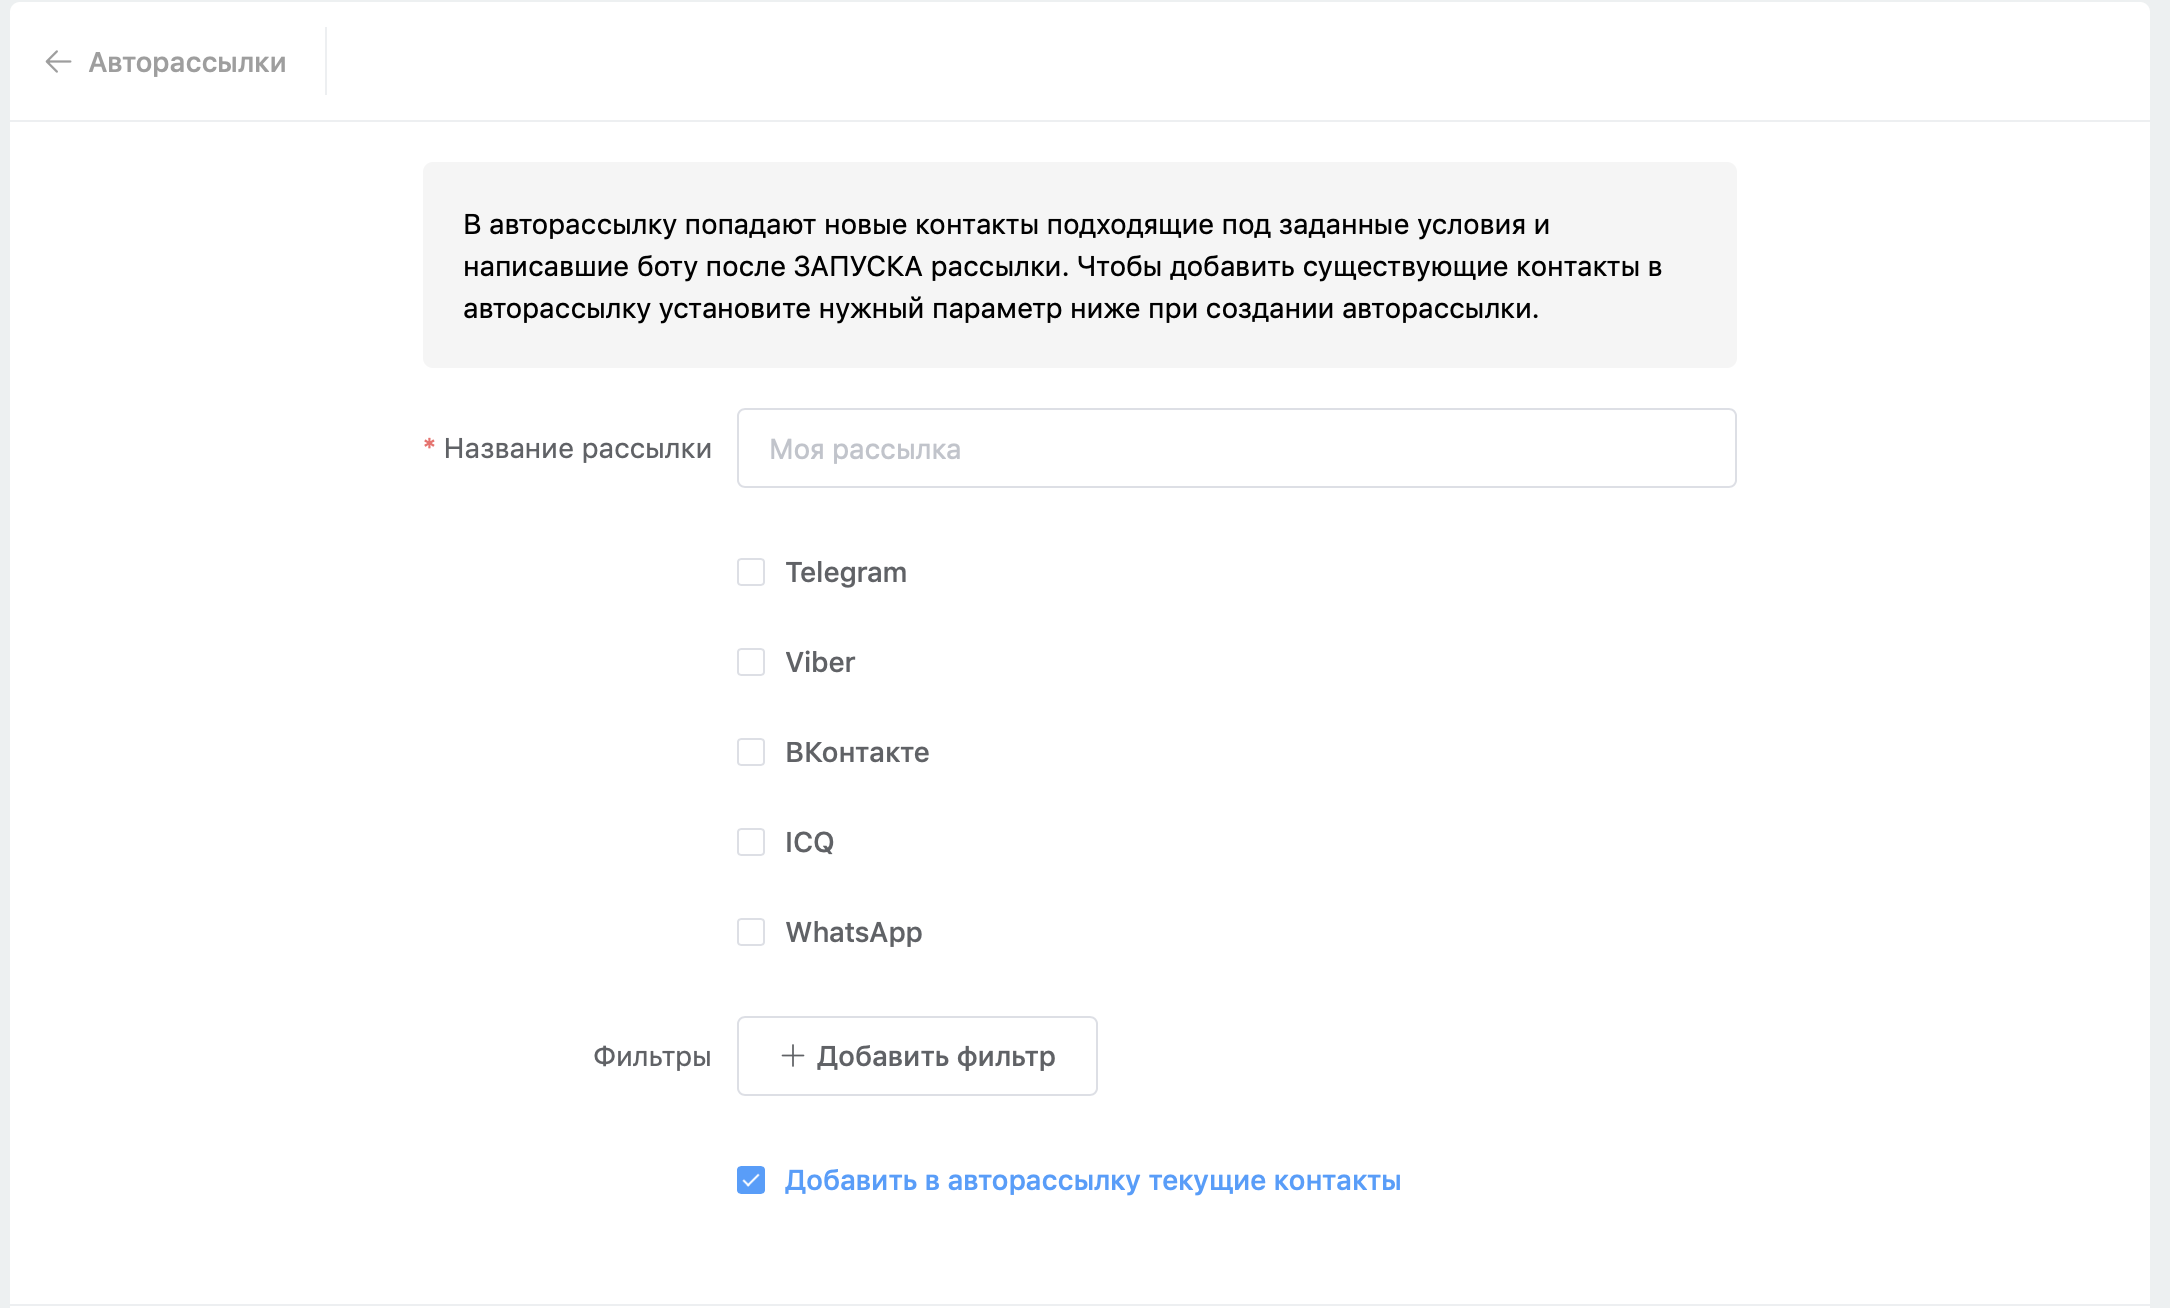 Авторассылки
В авторассылку попадают новые контакты подходящие под заданные условия и
написавшие боту после ЗАПУСКА рассылки. Чтобы добавить существующие контакты в
авторассылку установите нужный параметр ниже при создании авторассылки.
* Название рассылки
Моя рассылка
Telegram
Viber
ВКонтакте
ICQ
WhatsApp
Фильтры
+ Добавить фильтр
Добавить в авторассылку текущие контакты